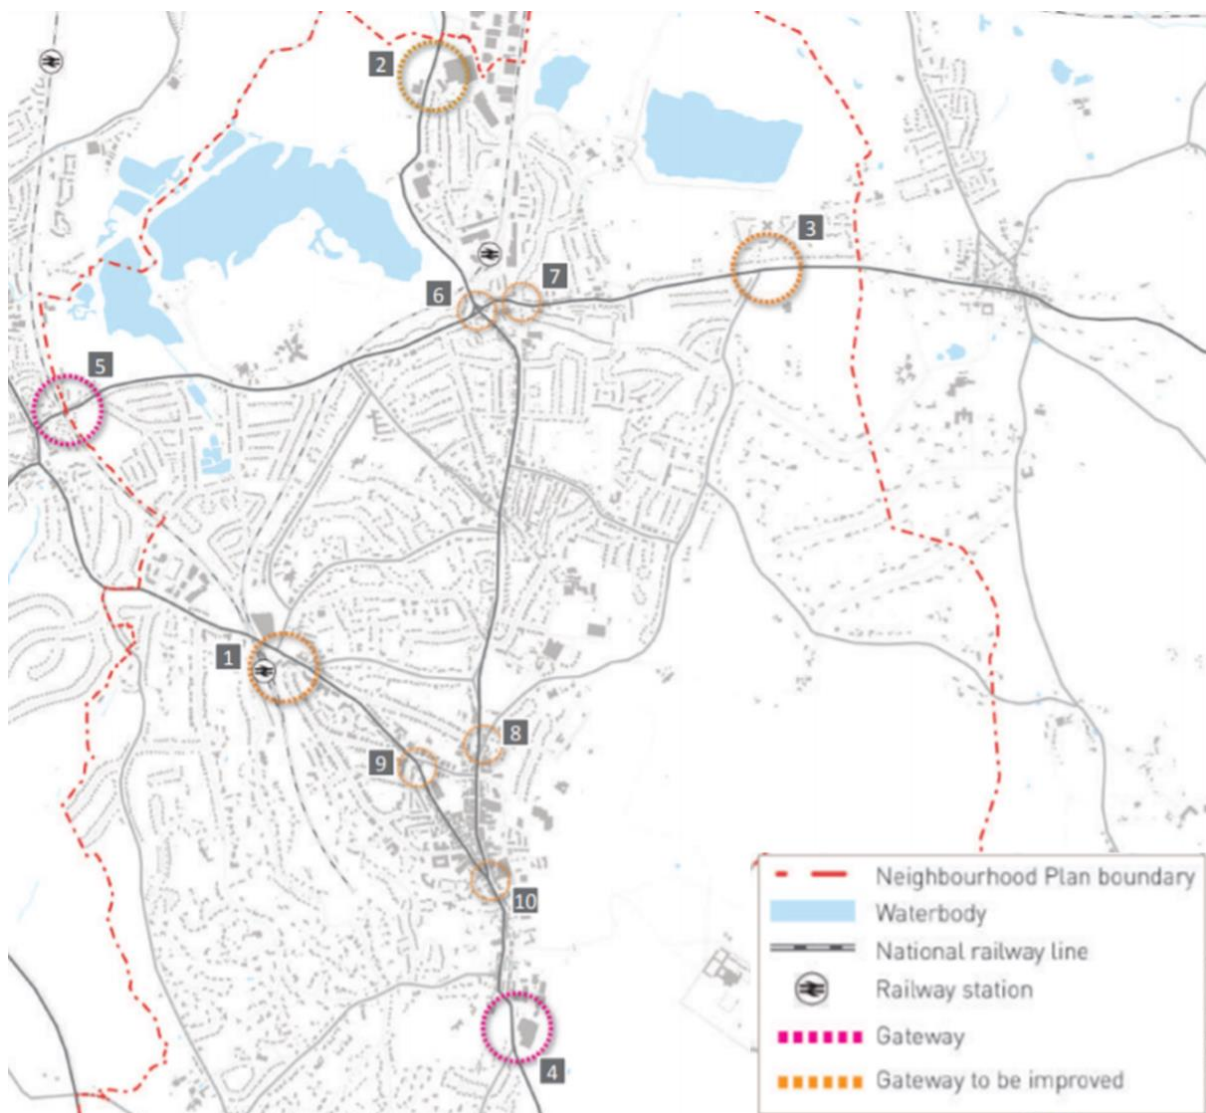 2
3
7
6
5
1
8
9
10
4
Neighbourhood Plan boundary
Waterbody
National railway line
Railway station
Gateway
Gateway to be improved